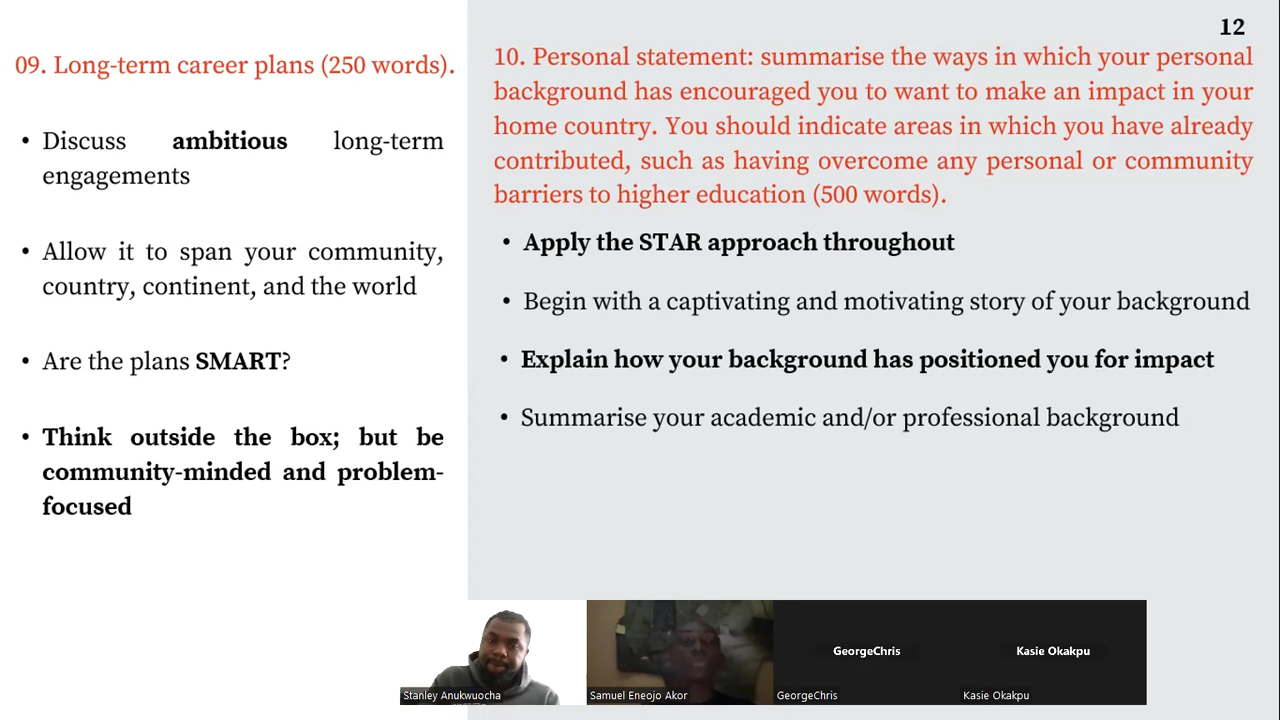 12
09. Long-term career plans (250 words).
• Discuss ambitious long-term
engagements
• Allow it to span your community,
country, continent, and the world
• Are the plans SMART?
• Think outside the box; but be
community-minded and problem-
focused
10. Personal statement: summarise the ways in which your personal
background has encouraged you to want to make an impact in your
home country. You should indicate areas in which you have already
contributed, such as having overcome any personal or community
barriers to higher education (500 words).
• Apply the STAR approach throughout
• Begin with a captivating and motivating story of your background
• Explain how your background has positioned you for impact
• Summarise your academic and/or professional background
GeorgeChris
Kasie Okakpu
Stanley Anukwuocha
Samuel Eneojo Akor
GeorgeChris
Kasie Okakpu